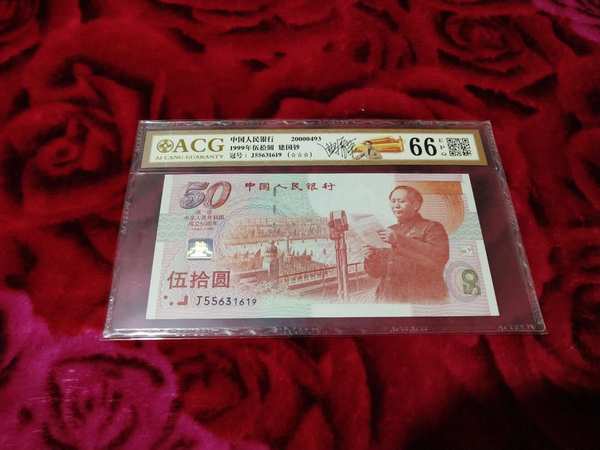 ACG
AI CANG GUARANTY
中国人民银行 20000493
1999年伍拾圆 建国钞
冠号: J55631619 (☆☆☆)
66 EPQ
50
中国人民银行
伍拾圆
J55631619